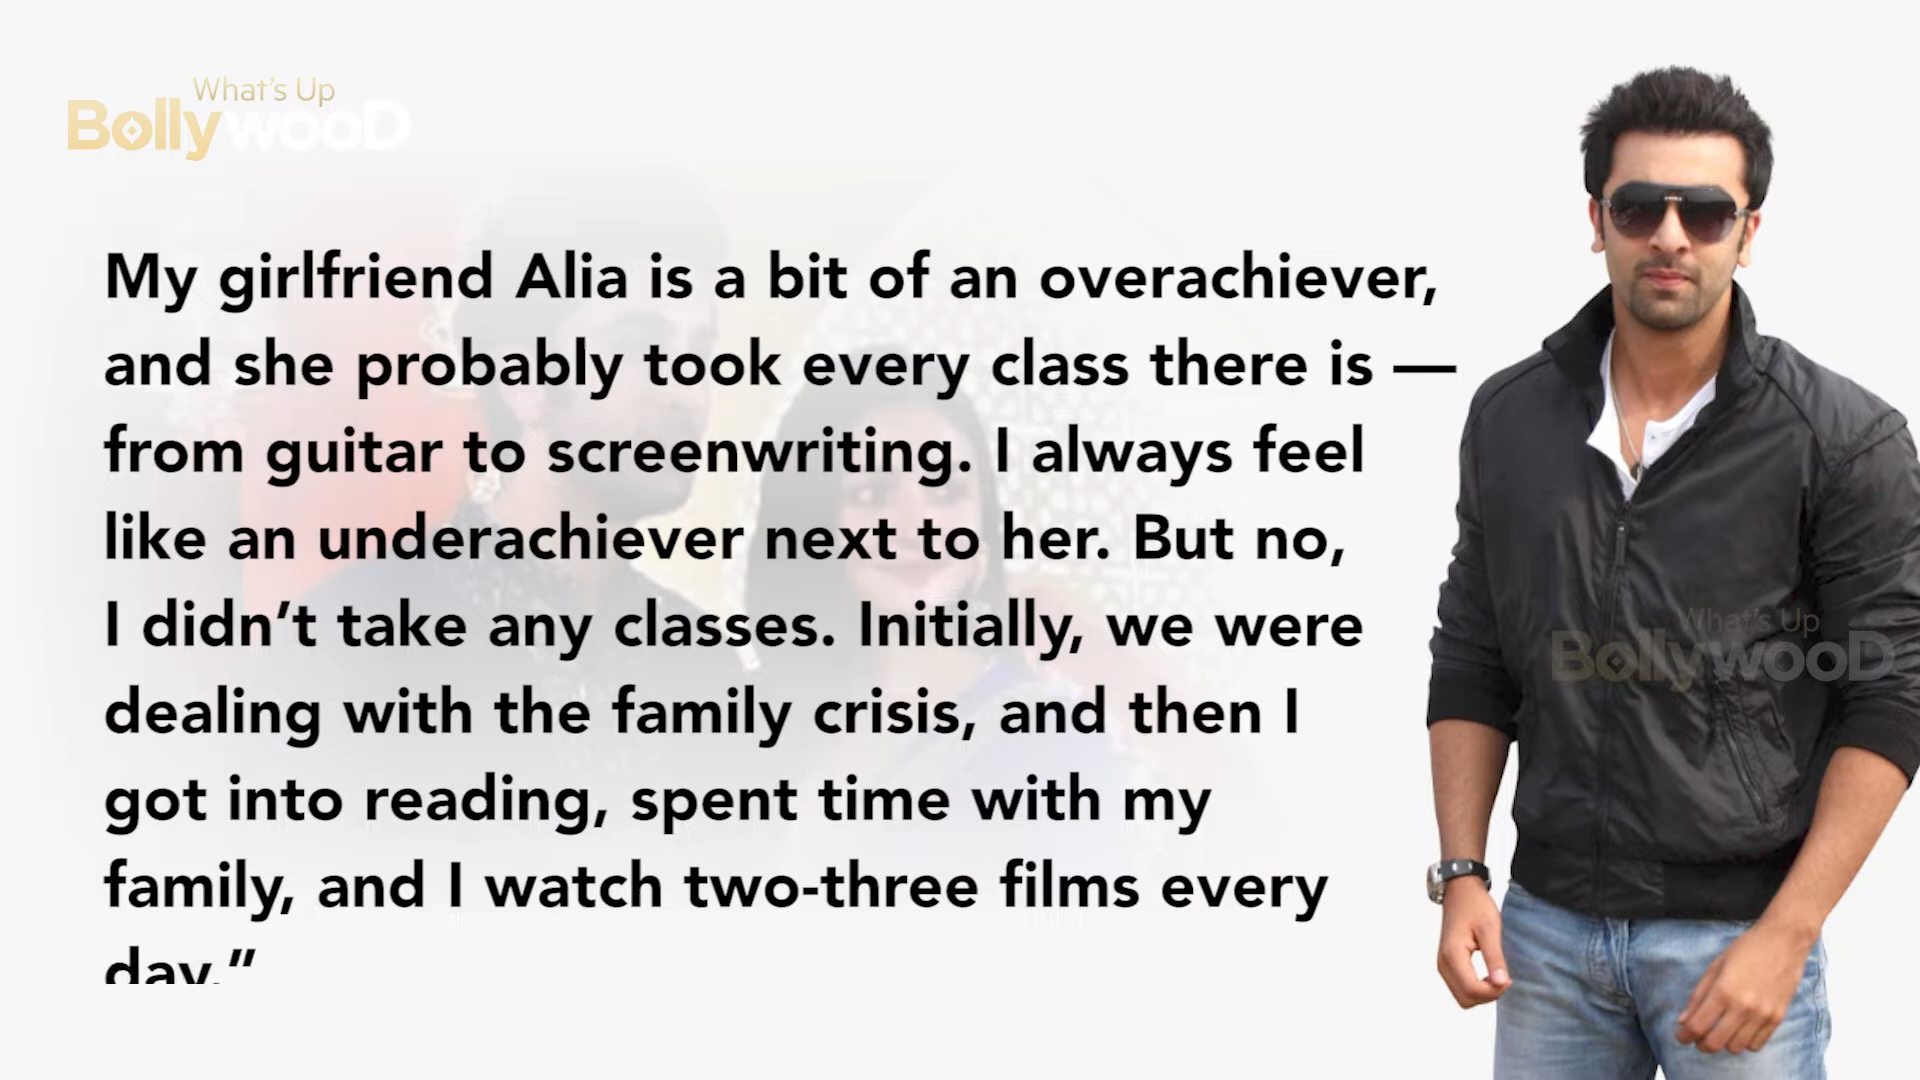 What's Up
BollywooD
My girlfriend Alia is a bit of an overachiever,
and she probably took every class there is —
from guitar to screenwriting. I always feel
like an underachiever next to her. But no,
I didn’t take any classes. Initially, we were
dealing with the family crisis, and then I
got into reading, spent time with my
family, and I watch two-three films every
day.”
What's Up
BollywooD